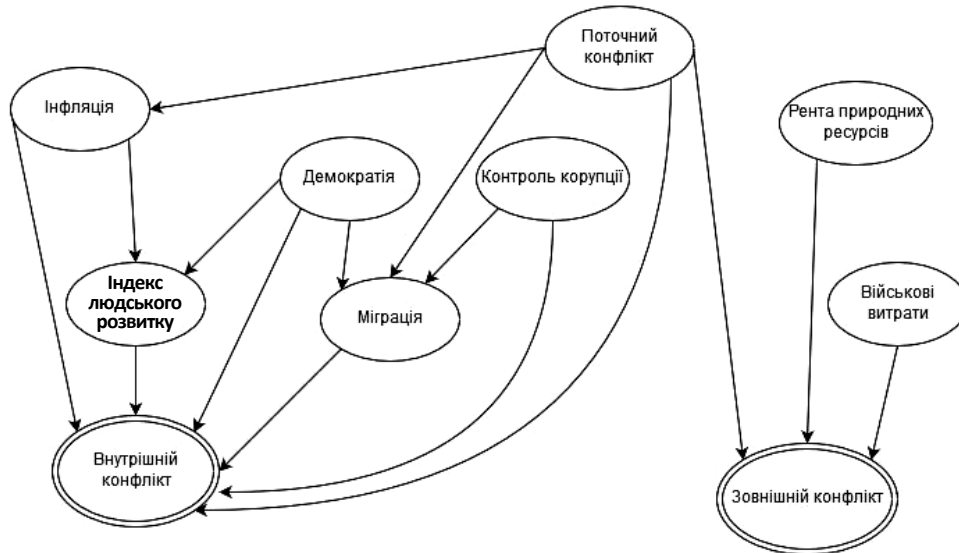 Поточний
конфлікт
Інфляція
Рента природних
ресурсів
Демократія
Контроль корупції
Індекс
людського
розвитку
Міграція
Військові
витрати
Внутрішній
конфлікт
Зовнішній конфлікт